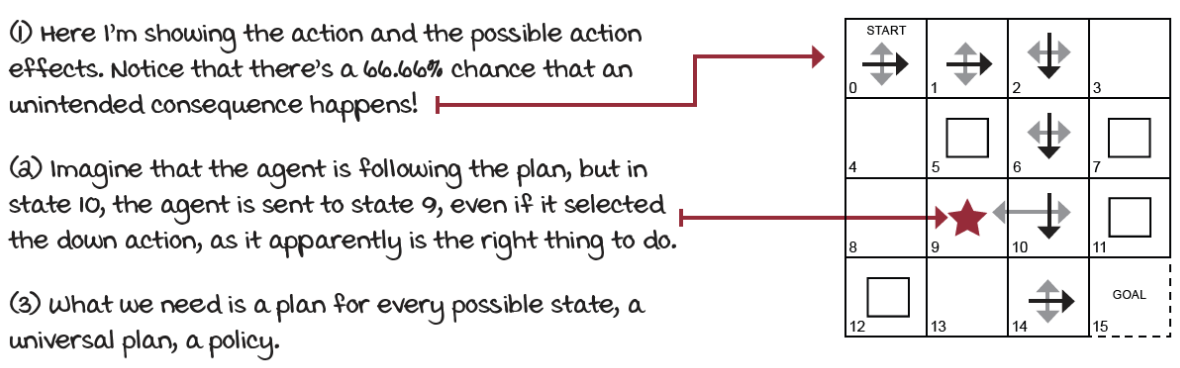 (1) Here I'm showing the action and the possible action
effects. Notice that there's a 66.66% chance that an
unintended consequence happens!
(2) Imagine that the agent is following the plan, but in
state 10, the agent is sent to state 9, even if it selected
the down action, as it apparently is the right thing to do.
(3) What we need is a plan for every possible state, a
universal plan, a policy.
START
0 1 2 3
4 5 6 7
8 9 10 11
GOAL
12 13 14 15